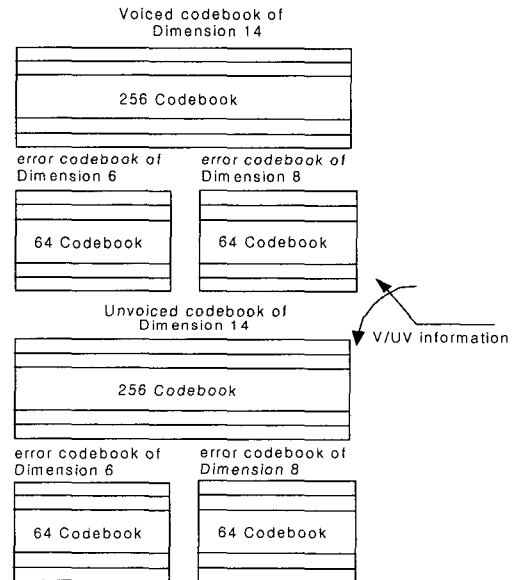 Voiced codebook of
Dimension 14
256 Codebook
error codebook of
Dimension 6
error codebook of
Dimension 8
64 Codebook
64 Codebook
Unvoiced codebook of
Dimension 14
V/UV information
256 Codebook
error codebook of
Dimension 6
error codebook of
Dimension 8
64 Codebook
64 Codebook